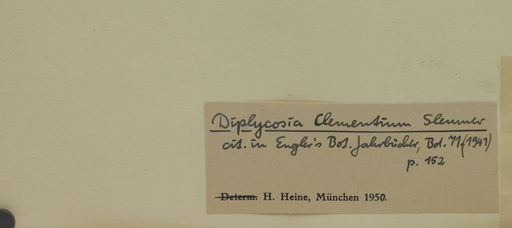 Diplycosia Clementium Sleumer
cit. in Engler's Bot. Jahrbücher, Bd. 71 (1941)
p. 152
Determ. H. Heine, München 1950.